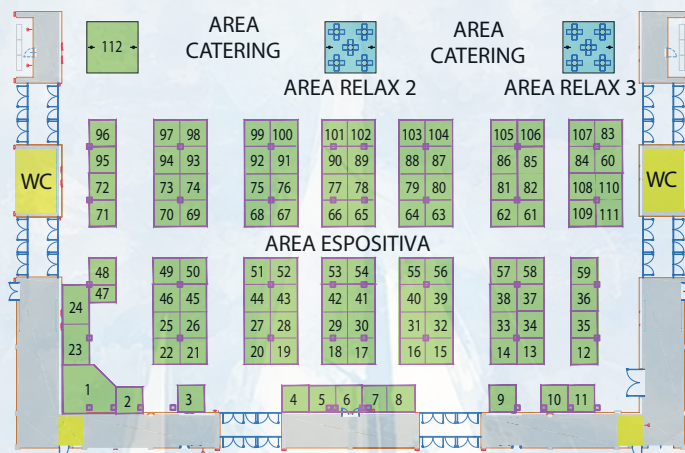 112
AREA
CATERING
AREA
CATERING
AREA RELAX 2
AREA RELAX 3
96 97 98 99 100 101 102 103 104 105 106 107 83
95 94 93 92 91 90 89 88 87 86 85 84 60
WC
WC
72 73 74 75 76 77 78 79 80 81 82 108 110
71 70 69 68 67 66 65 64 63 62 61 109 111
AREA ESPOSITIVA
48 49 50 51 52 53 54 55 56 57 58 59
47 46 45 44 43 42 41 40 39 38 37 36
24
25 26 27 28 29 30 31 32 33 34 35
23 22 21 20 19 18 17 16 15 14 13 12
1 2 3 4 5 6 7 8 9 10 11